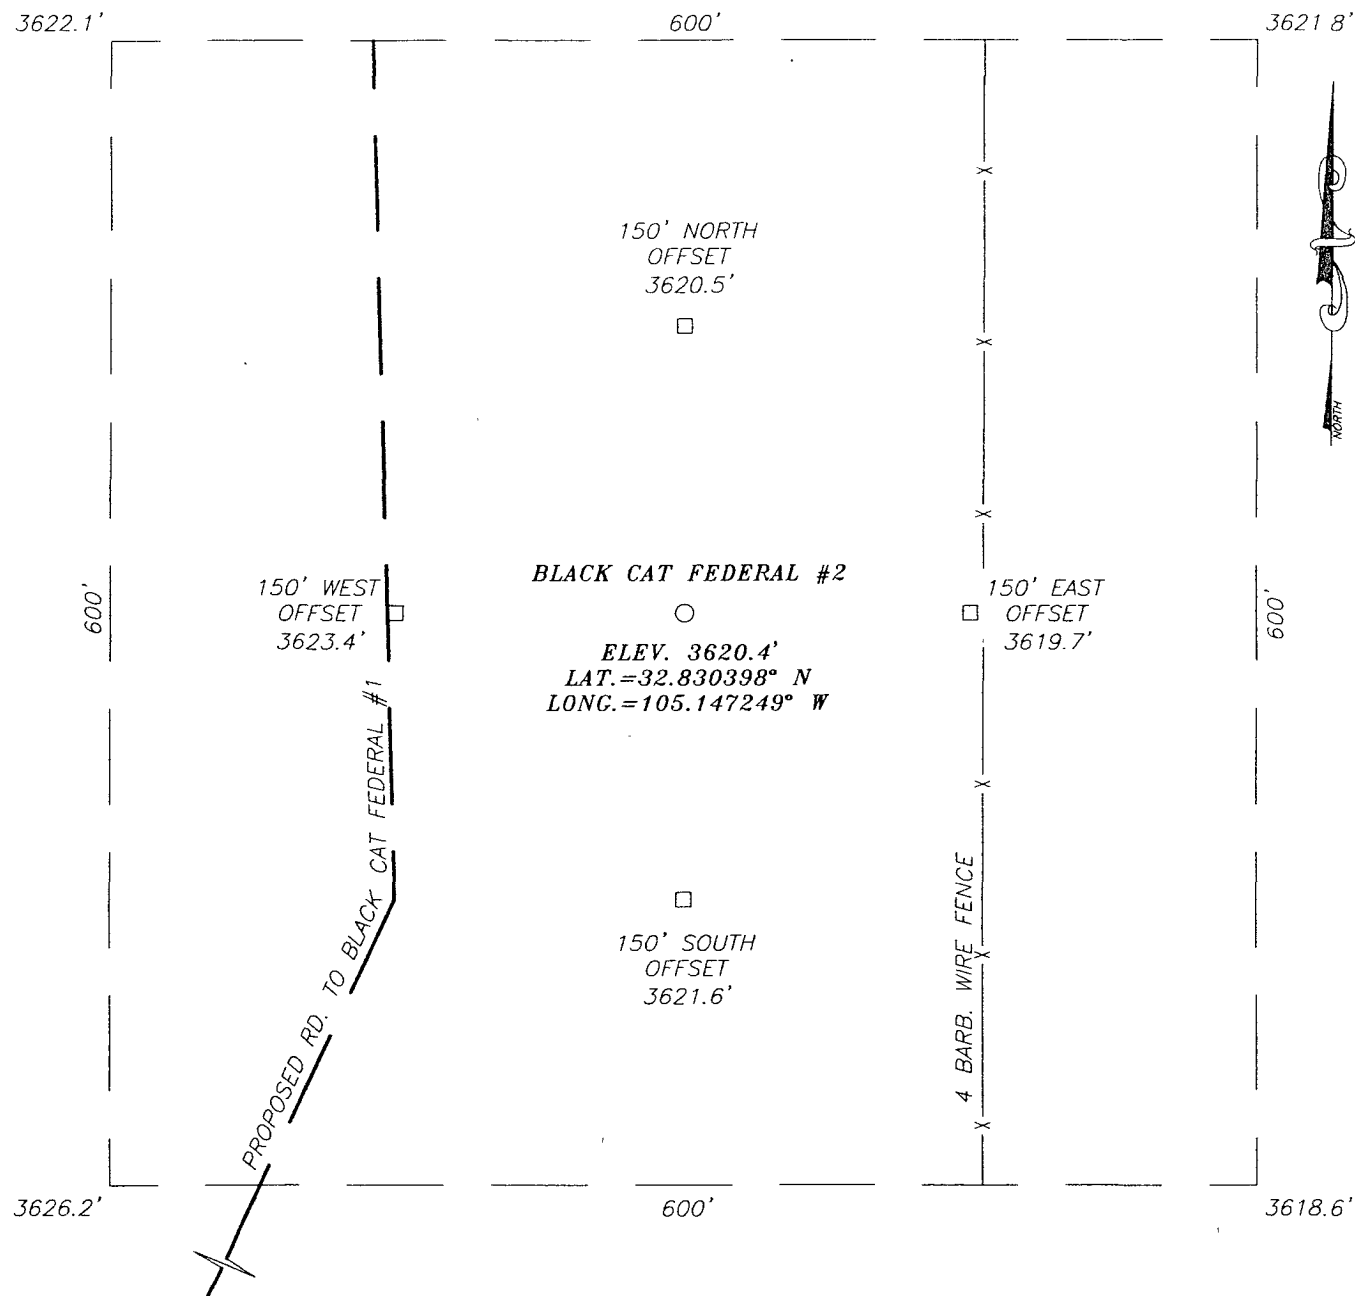 3622.1' 600' 3621 8'
150' NORTH
OFFSET
3620.5'
NORTH
600'
150' WEST
OFFSET
3623.4'
BLACK CAT FEDERAL #2
ELEV. 3620.4'
LAT.=32.830398° N
LONG.=105.147249° W
150' EAST
OFFSET
3619.7'
600'
PROPOSED RD. TO BLACK CAT FEDERAL #1
150' SOUTH
OFFSET
3621.6'
4 BARB. WIRE FENCE
3626.2' 600' 3618.6'